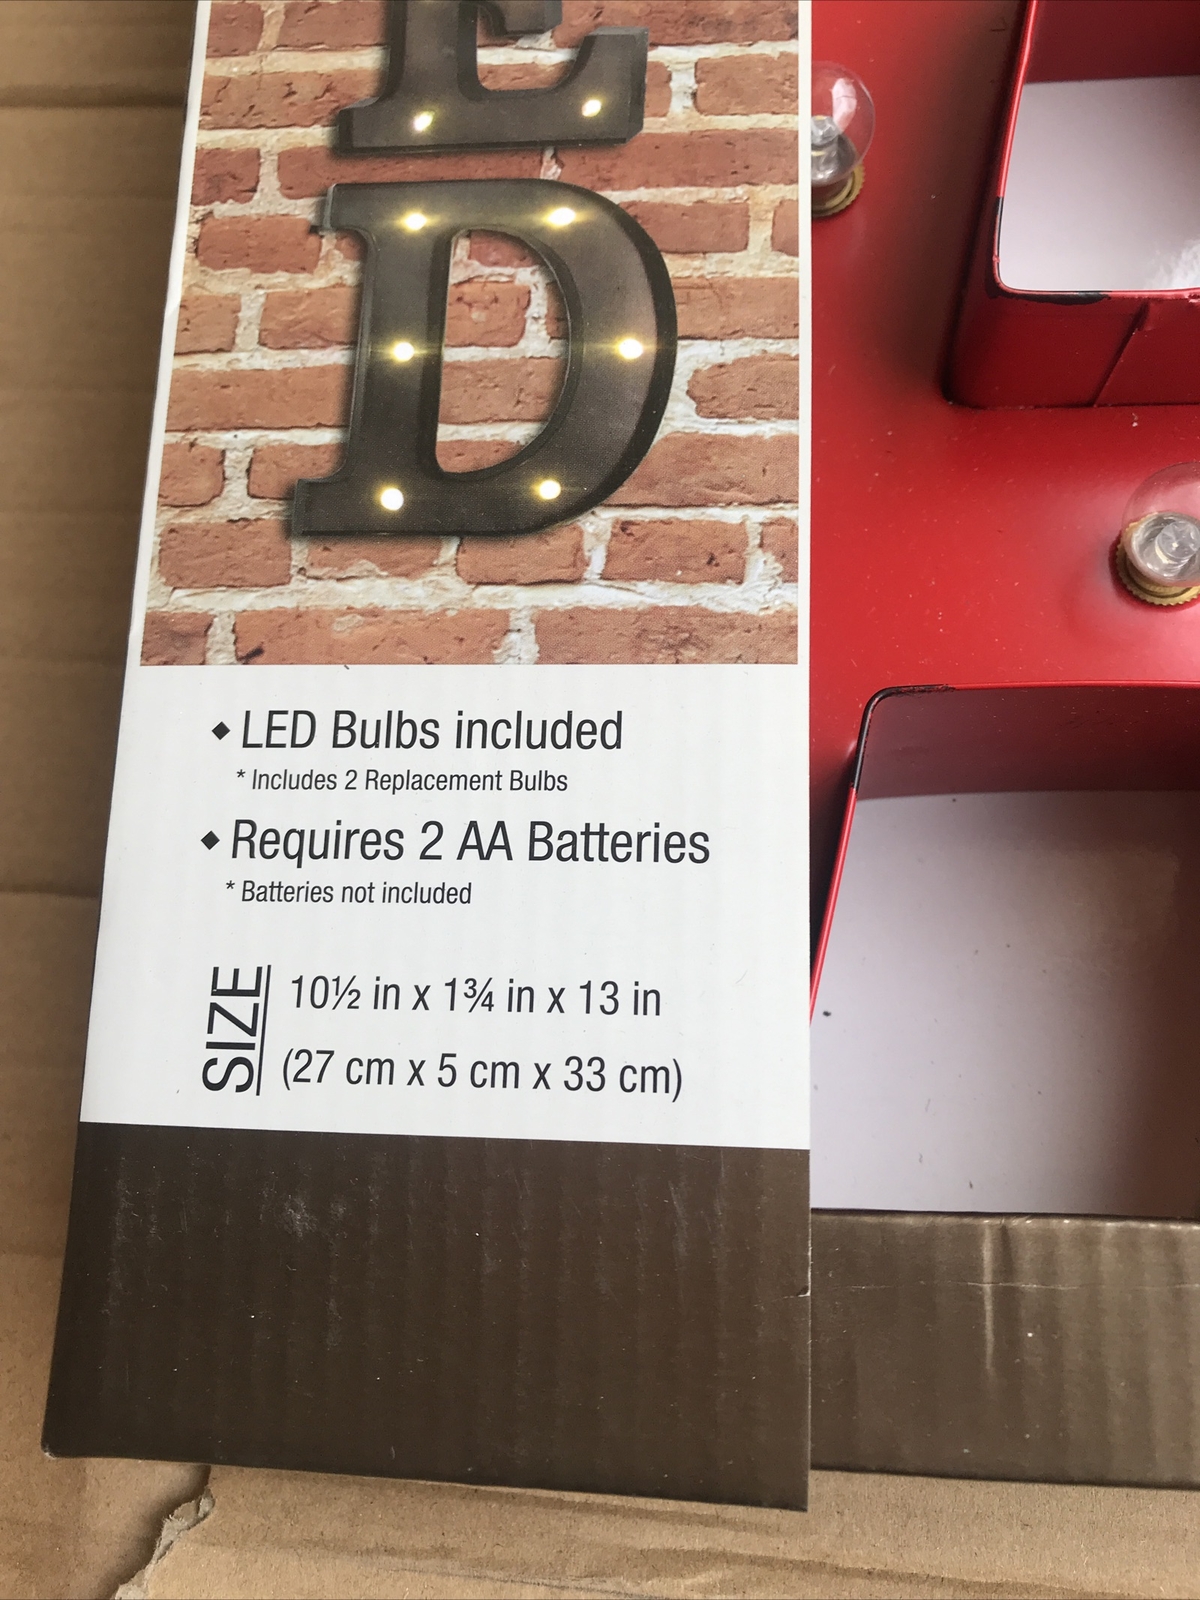 E
D
◆ LED Bulbs included
* Includes 2 Replacement Bulbs
◆ Requires 2 AA Batteries
* Batteries not included
SIZE
10½ in x 1¾ in x 13 in
(27 cm x 5 cm x 33 cm)